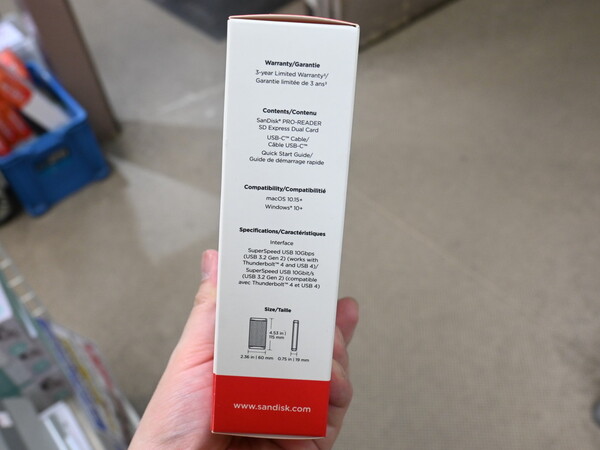 Warranty/Garantie
3-year Limited Warranty³/
Garantie limitée de 3 ans³
Contents/Contenu
SanDisk® PRO-READER
SD Express Dual Card
USB-C™ Cable/
Câble USB-C™
Quick Start Guide/
Guide de démarrage rapide
Compatibility/Compatibilité
macOS 10.15+
Windows® 10+
Specifications/Caractéristiques
Interface
SuperSpeed USB 10Gbps
(USB 3.2 Gen 2) (works with
Thunderbolt™ 4 and USB 4)/
SuperSpeed USB 10Gbit/s
(USB 3.2 Gen 2) (compatible
avec Thunderbolt™ 4 et USB 4)
Size/Taille
4.53 in |
115 mm
2.36 in | 60 mm
0.75 in | 19 mm
www.sandisk.com